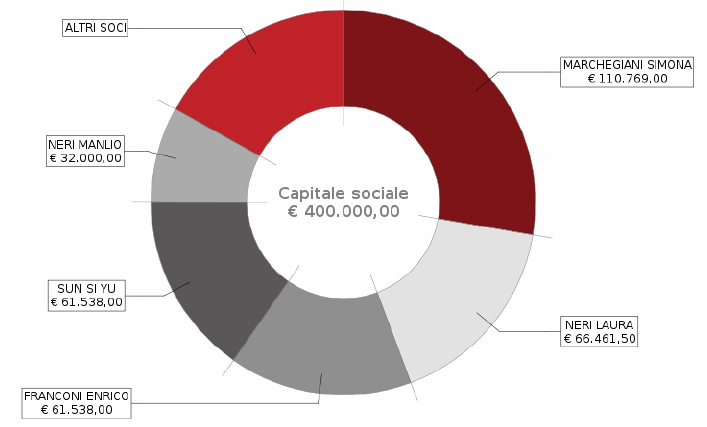 ALTRI SOCI
MARCHEGIANI SIMONA
€ 110.769,00
NERI MANLIO
€ 32.000,00
Capitale sociale
€ 400.000,00
SUN SI YU
€ 61.538,00
NERI LAURA
€ 66.461,50
FRANCONI ENRICO
€ 61.538,00